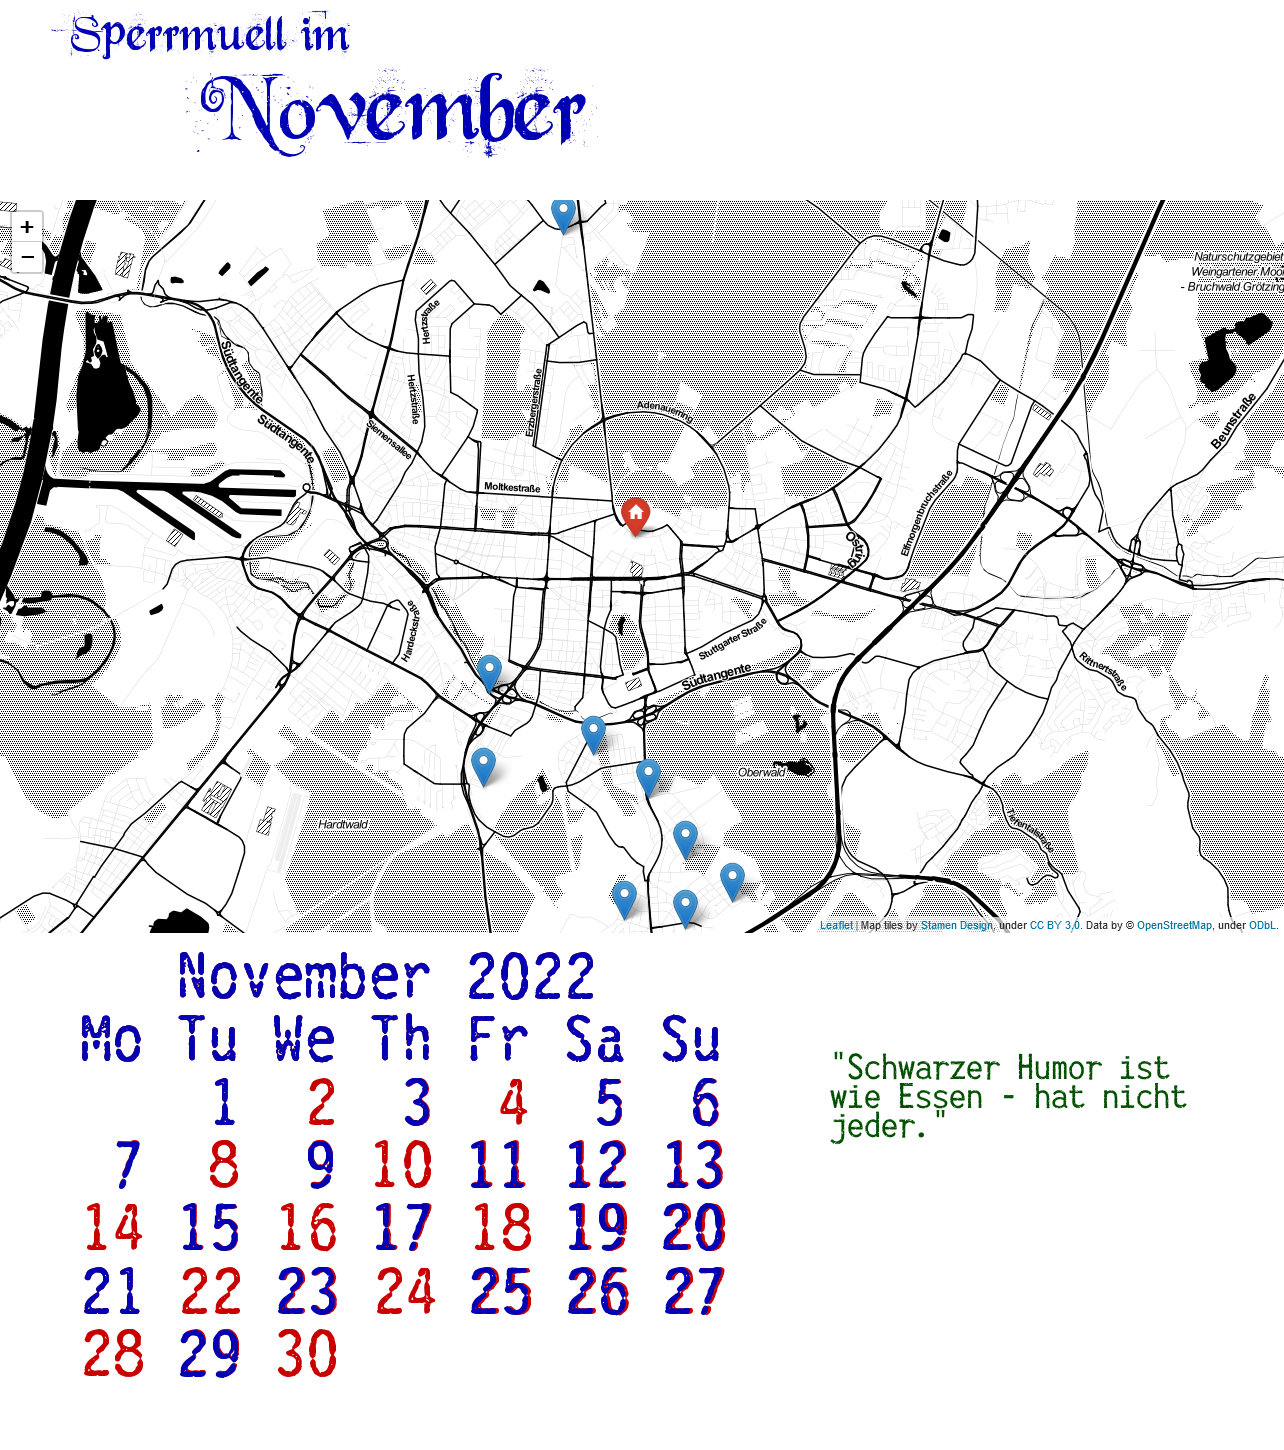 Sperrmuell im
November
+
−
Naturschutzgebiet
Weingartener Moor
- Bruchwald Grötzing
Hertzstraße
Südtangente
Hertzstraße
Erzbergerstraße
Adenauerring
Beunstraße
Südtangente
Siemensallee
Moltkestraße
Elfmorgenbruchstraße
Ostring
Hardeckstraße
Stuttgarter Straße
Südtangente
Rittnertstraße
Oberwald
Hardtwald
Tiefentalstraße
Leaflet | Map tiles by Stamen Design, under CC BY 3.0. Data by © OpenStreetMap, under ODbL.
November 2022
Mo Tu We Th Fr Sa Su
1 2 3 4 5 6
7 8 9 10 11 12 13
14 15 16 17 18 19 20
21 22 23 24 25 26 27
28 29 30
"Schwarzer Humor ist
wie Essen - hat nicht
jeder."